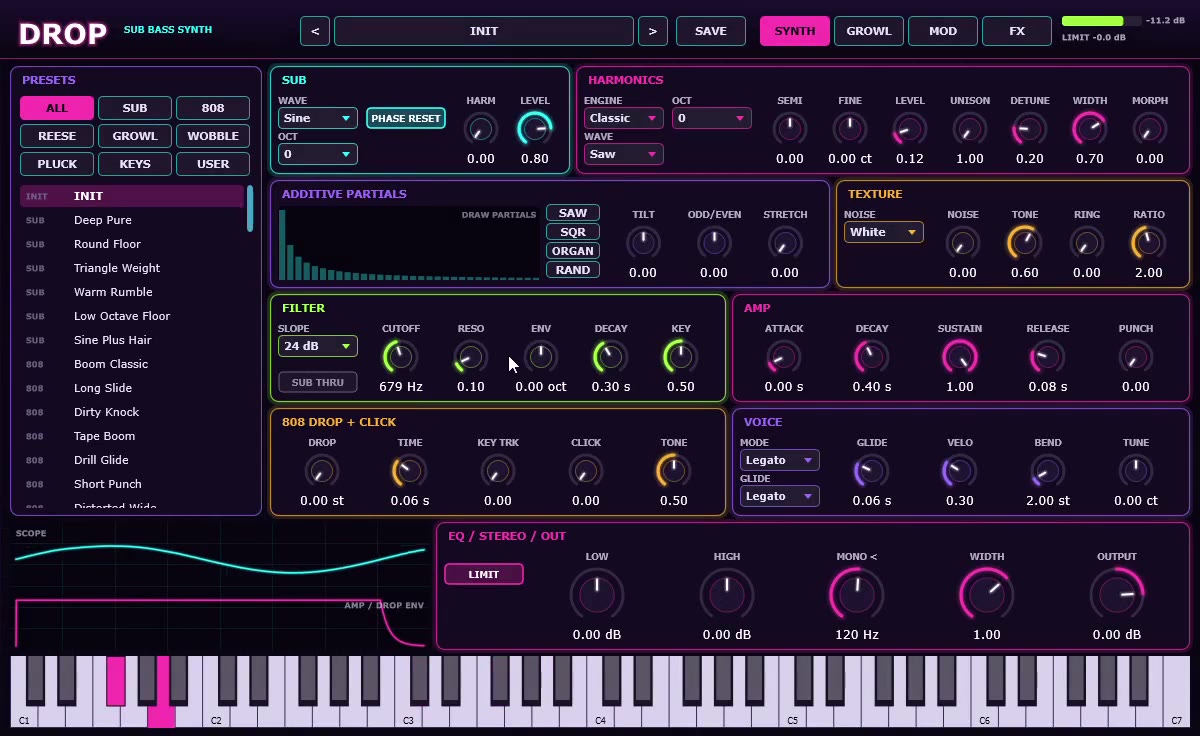 DROP
SUB BASS SYNTH
<
INIT
>
SAVE
SYNTH
GROWL
MOD
FX
-11.2 dB
LIMIT -0.0 dB
PRESETS
ALL SUB 808
REESE GROWL WOBBLE
PLUCK KEYS USER
INIT INIT
SUB Deep Pure
SUB Round Floor
SUB Triangle Weight
SUB Warm Rumble
SUB Low Octave Floor
SUB Sine Plus Hair
808 Boom Classic
808 Long Slide
808 Dirty Knock
808 Tape Boom
808 Drill Glide
808 Short Punch
808 Distorted Wide
SUB
WAVE HARM LEVEL
Sine PHASE RESET
OCT
0 0.00 0.80
HARMONICS
ENGINE OCT SEMI FINE LEVEL UNISON DETUNE WIDTH MORPH
Classic 0
WAVE
Saw 0.00 0.00 ct 0.12 1.00 0.20 0.70 0.00
ADDITIVE PARTIALS
DRAW PARTIALS
SAW
SQR
ORGAN
RAND
TILT ODD/EVEN STRETCH
0.00 0.00 0.00
TEXTURE
NOISE NOISE TONE RING RATIO
White
0.00 0.60 0.00 2.00
FILTER
SLOPE CUTOFF RESO ENV DECAY KEY
24 dB
SUB THRU
679 Hz 0.10 0.00 oct 0.30 s 0.50
AMP
ATTACK DECAY SUSTAIN RELEASE PUNCH
0.00 s 0.40 s 1.00 0.08 s 0.00
808 DROP + CLICK
DROP TIME KEY TRK CLICK TONE
0.00 st 0.06 s 0.00 0.00 0.50
VOICE
MODE GLIDE VELO BEND TUNE
Legato
GLIDE
Legato 0.06 s 0.30 2.00 st 0.00 ct
SCOPE
AMP / DROP ENV
EQ / STEREO / OUT
LIMIT
LOW HIGH MONO < WIDTH OUTPUT
0.00 dB 0.00 dB 120 Hz 1.00 0.00 dB
C1 C2 C3 C4 C5 C6 C7